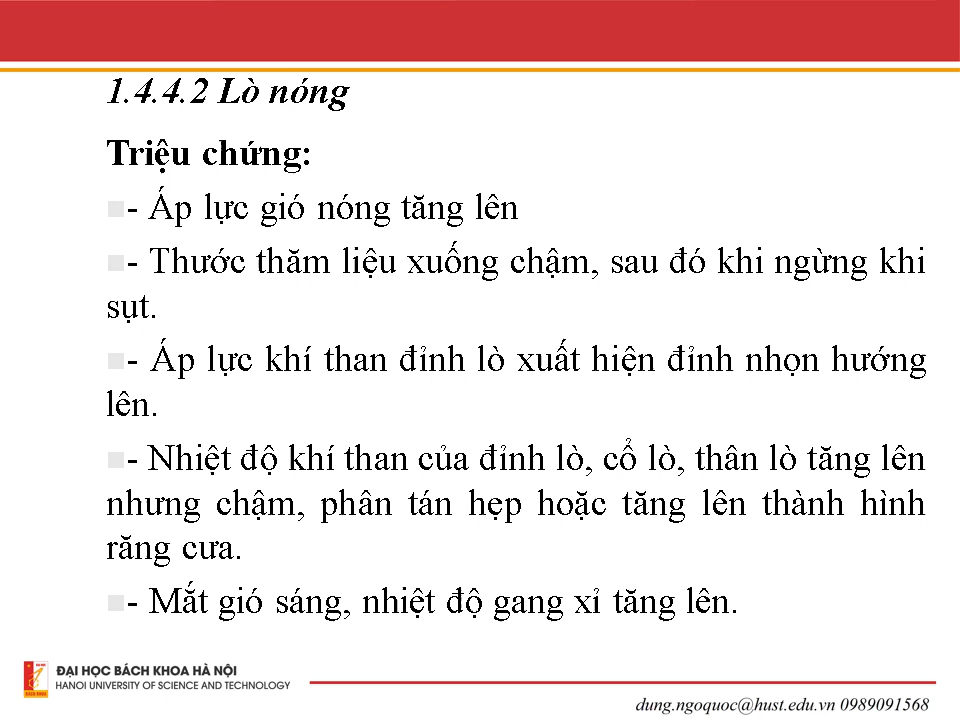 1.4.4.2 Lò nóng
Triệu chứng:
- Áp lực gió nóng tăng lên
- Thước thăm liệu xuống chậm, sau đó khi ngừng khi
sụt.
- Áp lực khí than đỉnh lò xuất hiện đỉnh nhọn hướng
lên.
- Nhiệt độ khí than của đỉnh lò, cổ lò, thân lò tăng lên
nhưng chậm, phân tán hẹp hoặc tăng lên thành hình
răng cưa.
- Mắt gió sáng, nhiệt độ gang xỉ tăng lên.
ĐẠI HỌC BÁCH KHOA HÀ NỘI
HANOI UNIVERSITY OF SCIENCE AND TECHNOLOGY
dung.ngoquoc@hust.edu.vn 0989091568